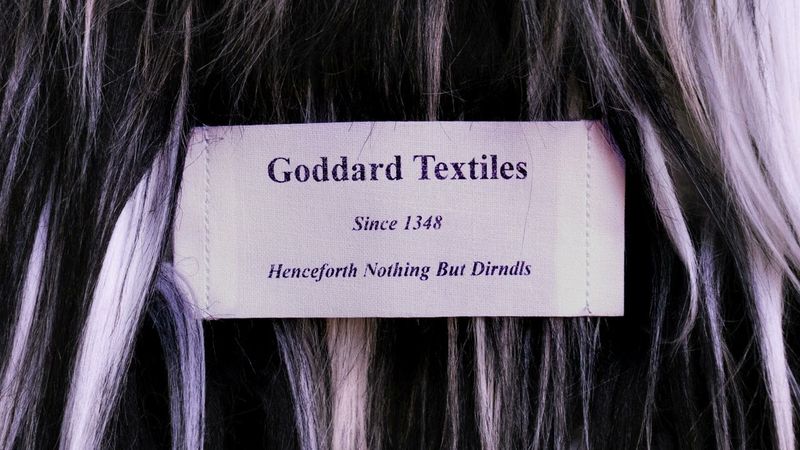 Goddard Textiles
Since 1348
Henceforth Nothing But Dirndls